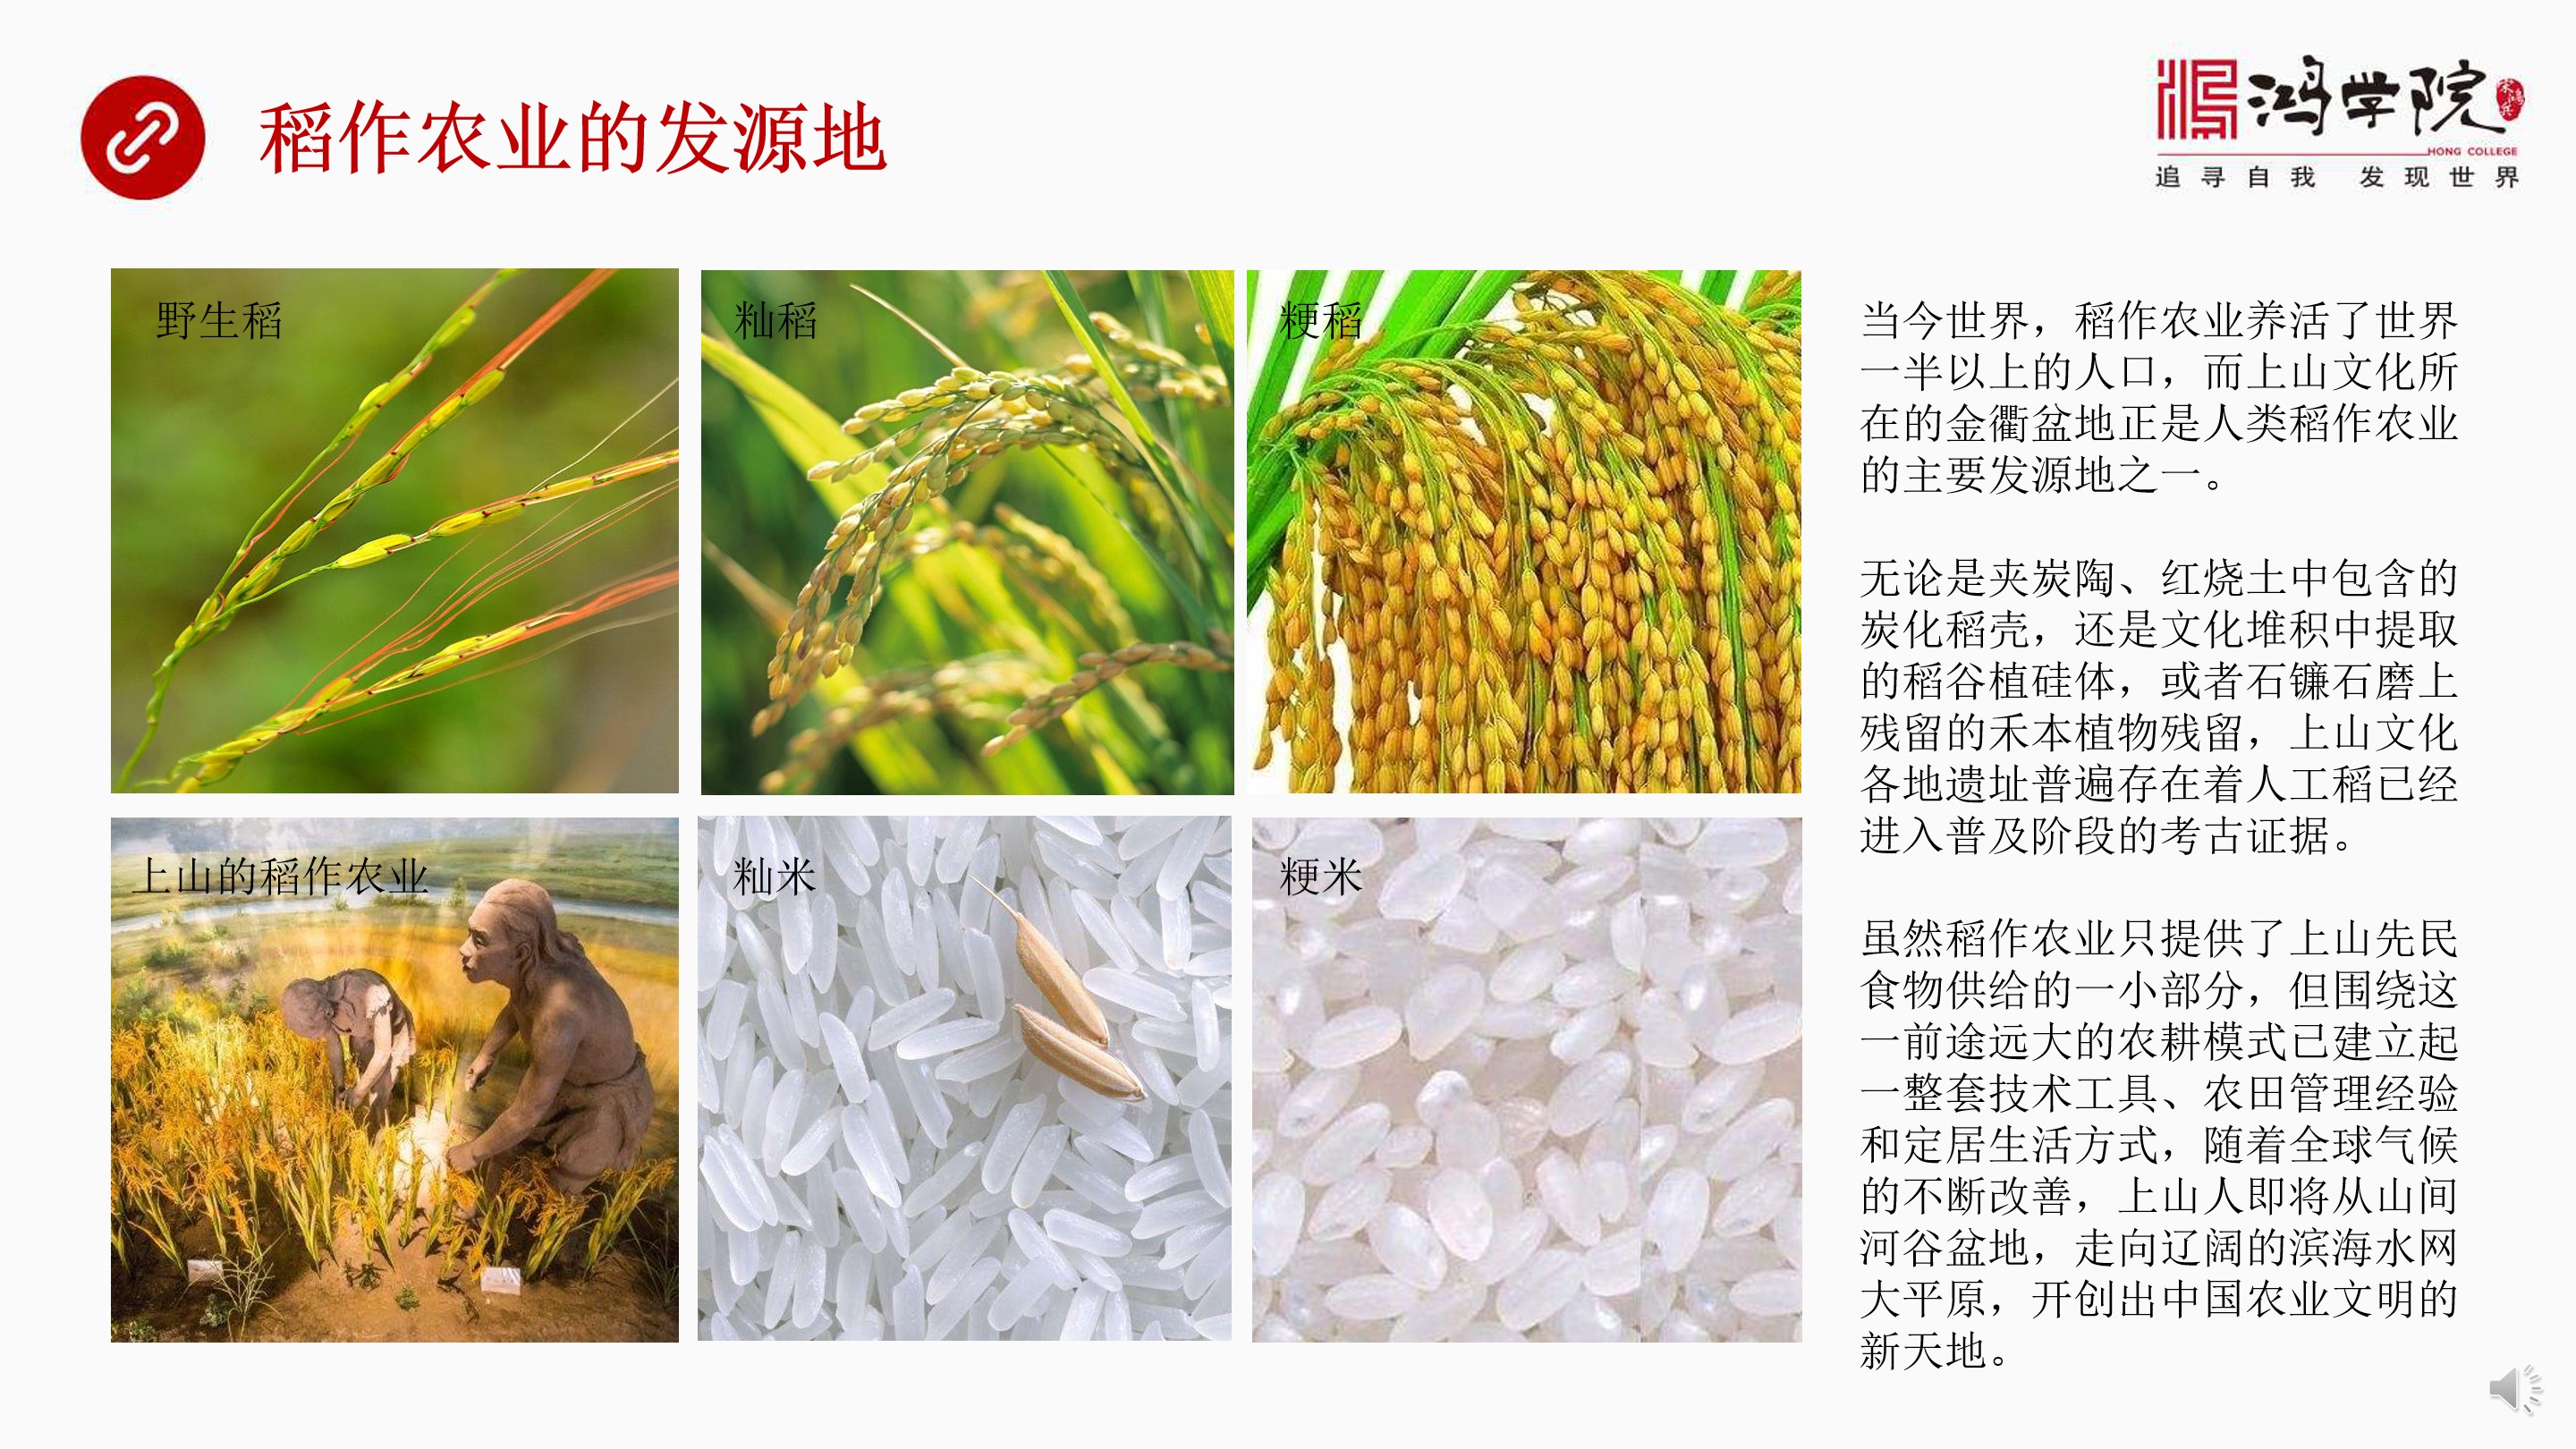 稻作农业的发源地
鸿学院
HONG COLLEGE
追寻自我 发现世界
野生稻
籼稻
粳稻
上山的稻作农业
籼米
粳米
当今世界，稻作农业养活了世界
一半以上的人口，而上山文化所
在的金衢盆地正是人类稻作农业
的主要发源地之一。
无论是夹炭陶、红烧土中包含的
炭化稻壳，还是文化堆积中提取
的稻谷植硅体，或者石镰石磨上
残留的禾本植物残留，上山文化
各地遗址普遍存在着人工稻已经
进入普及阶段的考古证据。
虽然稻作农业只提供了上山先民
食物供给的一小部分，但围绕这
一前途远大的农耕模式已建立起
一整套技术工具、农田管理经验
和定居生活方式，随着全球气候
的不断改善，上山人即将从山间
河谷盆地，走向辽阔的滨海水网
大平原，开创出中国农业文明的
新天地。